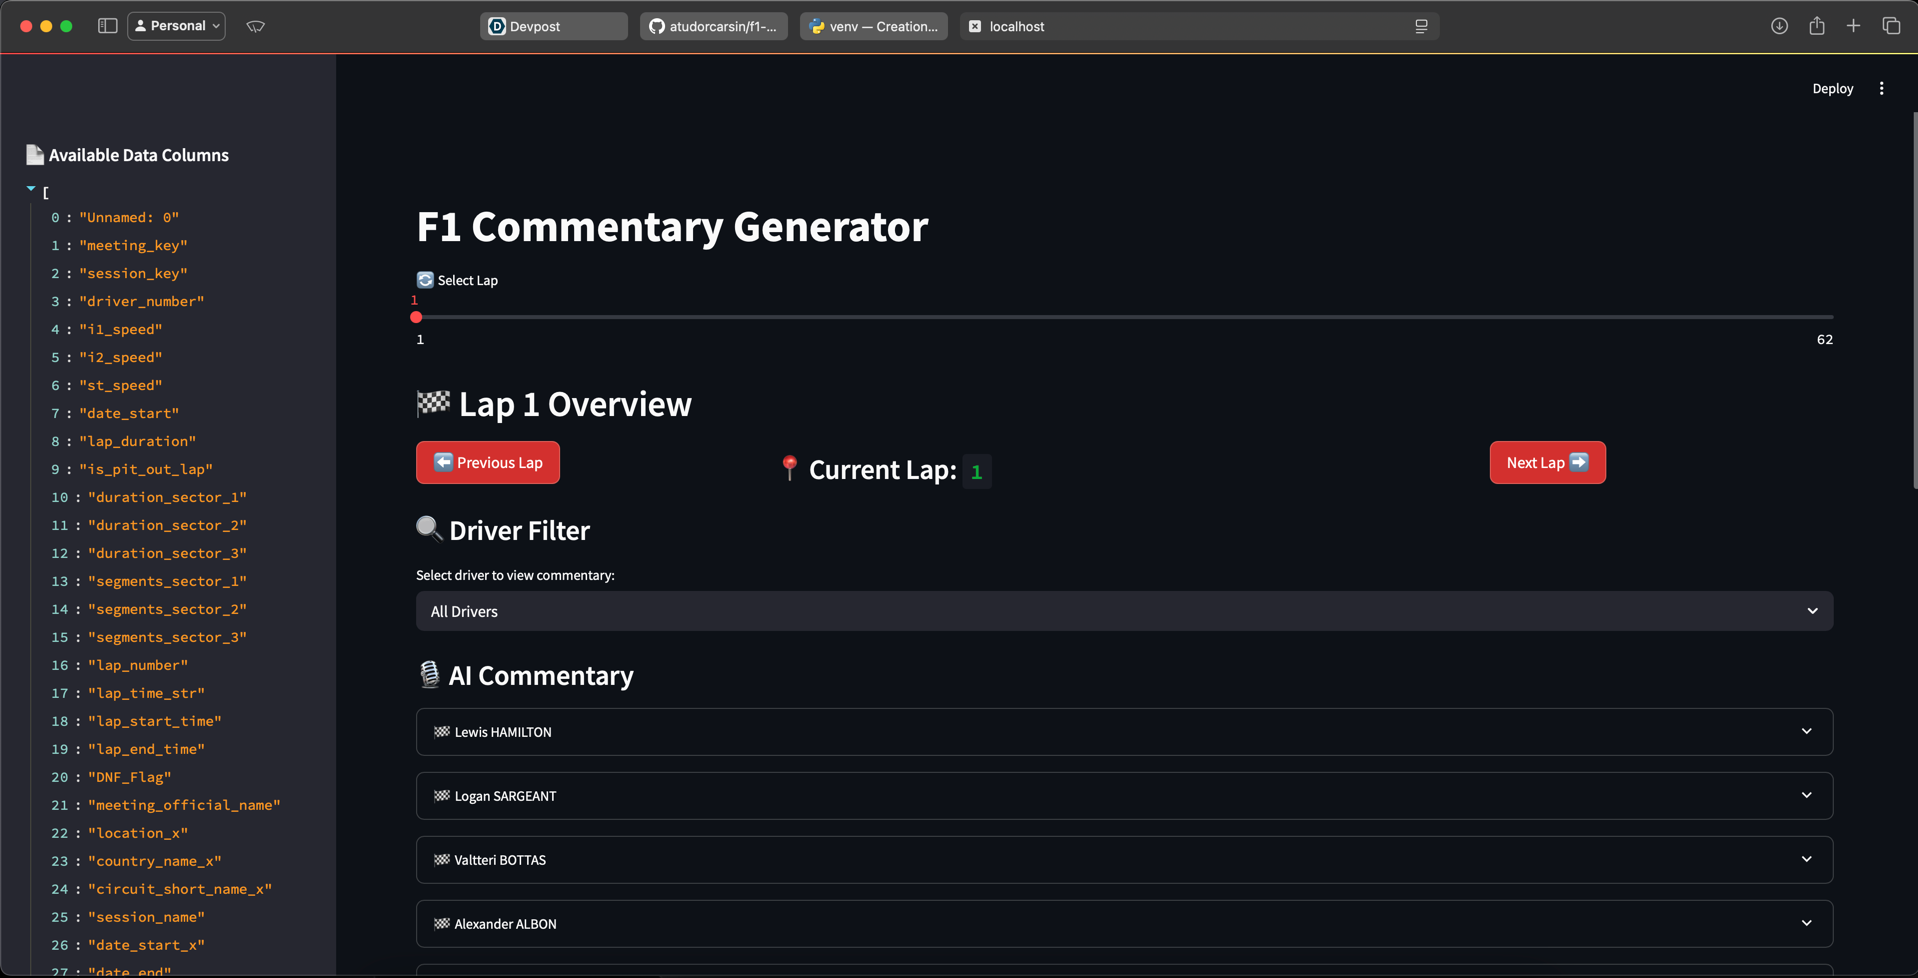 Personal
Devpost
atudorcarsin/f1-...
venv — Creation...
localhost
Deploy
Available Data Columns
[
0 : "Unnamed: 0"
1 : "meeting_key"
2 : "session_key"
3 : "driver_number"
4 : "i1_speed"
5 : "i2_speed"
6 : "st_speed"
7 : "date_start"
8 : "lap_duration"
9 : "is_pit_out_lap"
10 : "duration_sector_1"
11 : "duration_sector_2"
12 : "duration_sector_3"
13 : "segments_sector_1"
14 : "segments_sector_2"
15 : "segments_sector_3"
16 : "lap_number"
17 : "lap_time_str"
18 : "lap_start_time"
19 : "lap_end_time"
20 : "DNF_Flag"
21 : "meeting_official_name"
22 : "location_x"
23 : "country_name_x"
24 : "circuit_short_name_x"
25 : "session_name"
26 : "date_start_x"
27 : "date_end"
F1 Commentary Generator
Select Lap
1
1
62
Lap 1 Overview
Previous Lap
Current Lap: 1
Next Lap
Driver Filter
Select driver to view commentary:
All Drivers
AI Commentary
Lewis HAMILTON
Logan SARGEANT
Valtteri BOTTAS
Alexander ALBON